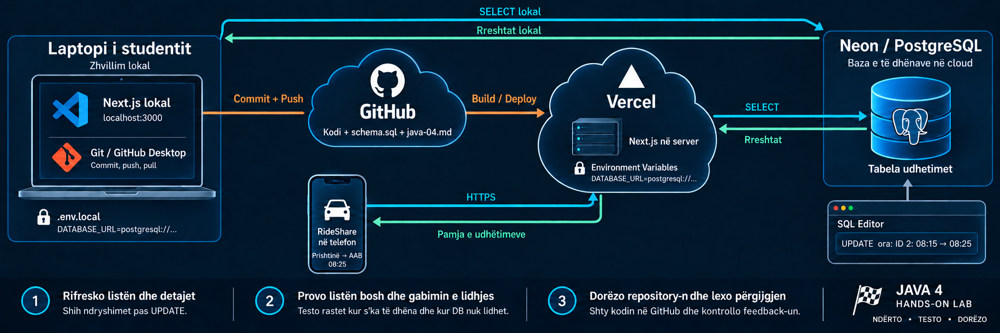 SELECT lokal
Rreshtat lokal
Laptopi i studentit
Zhvillim lokal
Next.js lokal
localhost:3000
Git / GitHub Desktop
Commit, push, pull
.env.local
DATABASE_URL=postgresql://...
Commit + Push
GitHub
Kodi + schema.sql + java-04.md
Build / Deploy
Vercel
Next.js në server
Environment Variables
DATABASE_URL=postgresql://...
SELECT
Rreshtat
Neon / PostgreSQL
Baza e të dhënave në cloud
Tabela udhetimet
SQL Editor
UPDATE ora: ID 2: 08:15 → 08:25
HTTPS
Pamja e udhëtimeve
RideShare
në telefon
Prishtinë → AAB
08:25
1
Rifresko listën dhe detajet
Shih ndryshimet pas UPDATE.
2
Provo listën bosh dhe gabimin e lidhjes
Testo rastet kur s'ka të dhëna dhe kur DB nuk lidhet.
3
Dorëzo repository-n dhe lexo përgjigjgjen
Shty kodin në GitHub dhe kontrollo feedback-un.
JAVA 4
HANDS-ON LAB
NDËRTO • TESTO • DORËZO